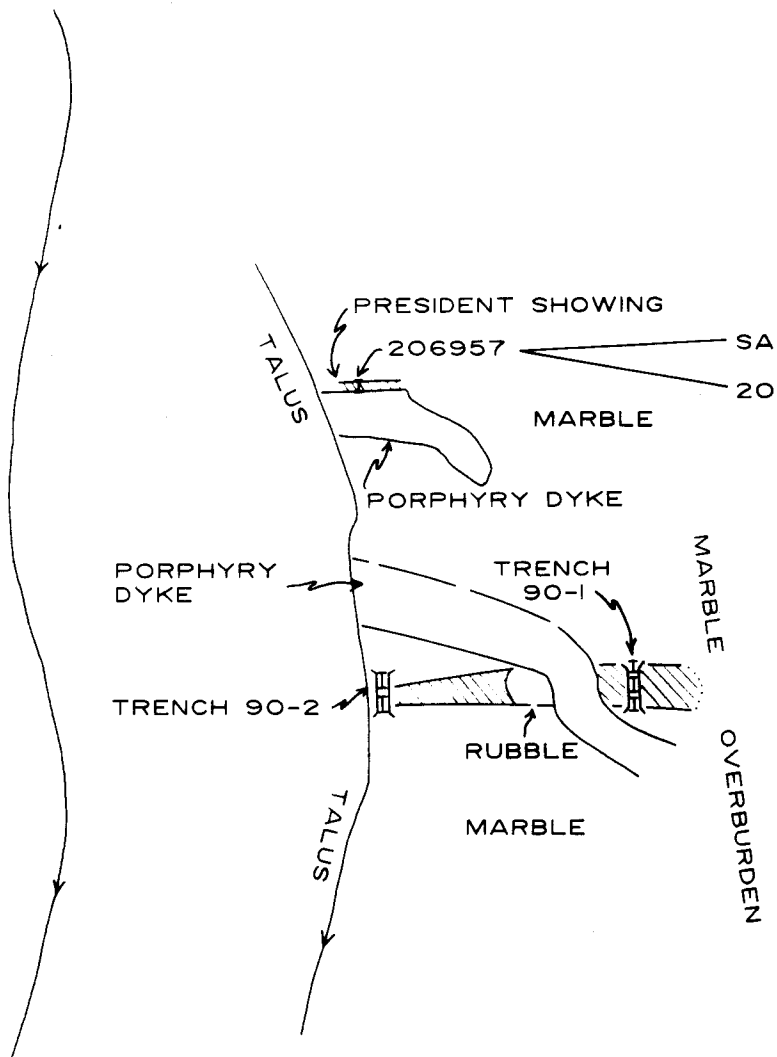 PRESIDENT SHOWING
206957
SA
20
TALUS
MARBLE
PORPHYRY DYKE
PORPHYRY
DYKE
TRENCH
90-1
MARBLE
TRENCH 90-2
RUBBLE
OVERBURDEN
TALUS
MARBLE